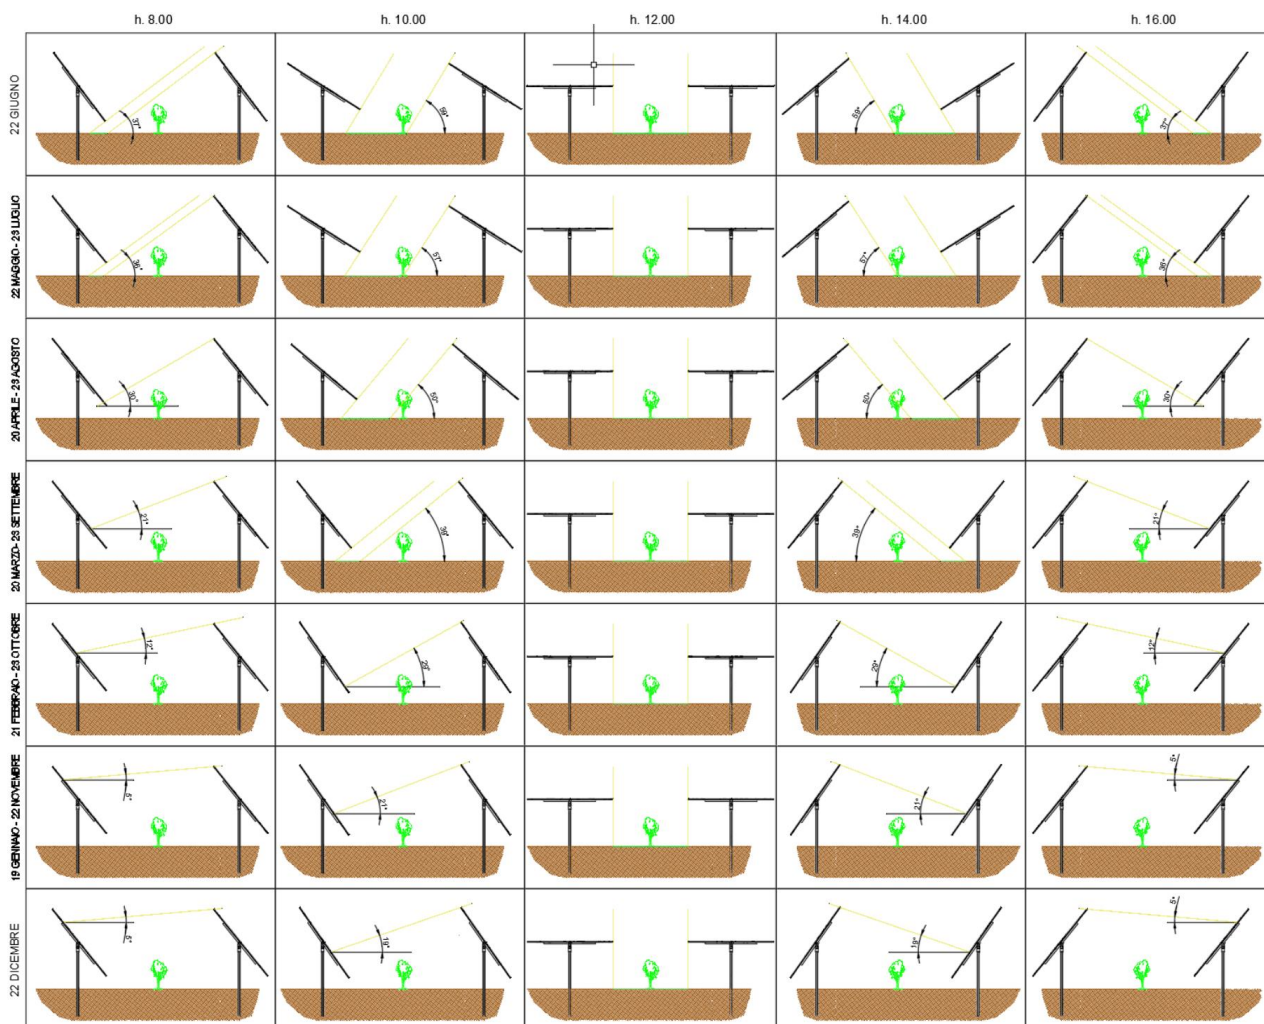 h. 8.00 h. 10.00 h. 12.00 h. 14.00 h. 16.00
22 GIUGNO
37° 59° 59° 37°
22 MAGGIO - 23 LUGLIO
36° 57° 57° 36°
20 APRILE - 23 AGOSTO
30° 50° 50° 30°
20 MARZO - 23 SETTEMBRE
21° 39° 39° 21°
21 FEBBRAIO - 23 OTTOBRE
12° 29° 29° 12°
19 GENNAIO - 22 NOVEMBRE
5° 21° 21° 5°
22 DICEMBRE
5° 19° 19° 5°